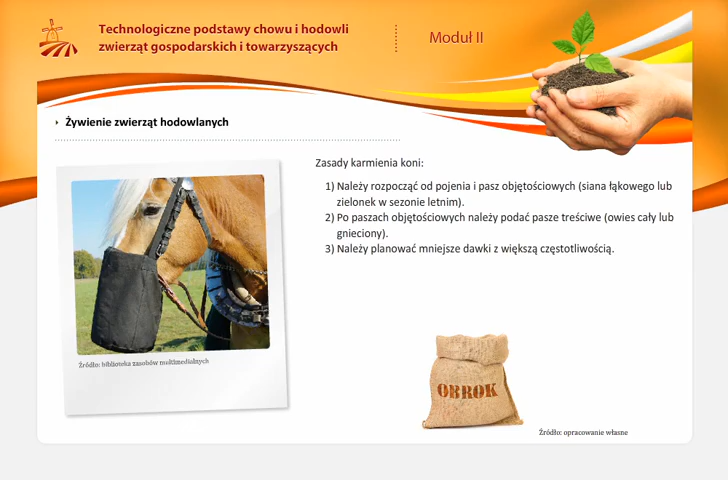 Technologiczne podstawy chowu i hodowli
zwierząt gospodarskich i towarzyszących
Moduł II
Żywienie zwierząt hodowlanych
Zasady karmienia koni:
1) Należy rozpocząć od pojenia i pasz objętościowych (siana łąkowego lub
zielonek w sezonie letnim).
2) Po paszach objętościowych należy podać pasze treściwe (owies cały lub
gnieciony).
3) Należy planować mniejsze dawki z większą częstotliwością.
Źródło: biblioteka zasobów multimedialnych
OBROK
Źródło: opracowanie własne